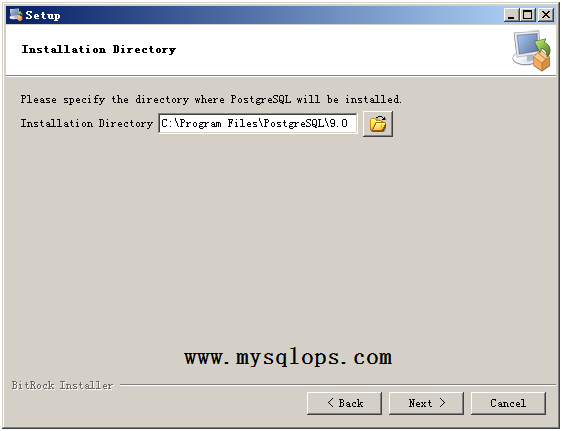 Setup
Installation Directory
Please specify the directory where PostgreSQL will be installed.
Installation Directory C:\Program Files\PostgreSQL\9.0
www.mysqlops.com
BitRock Installer
< Back Next > Cancel